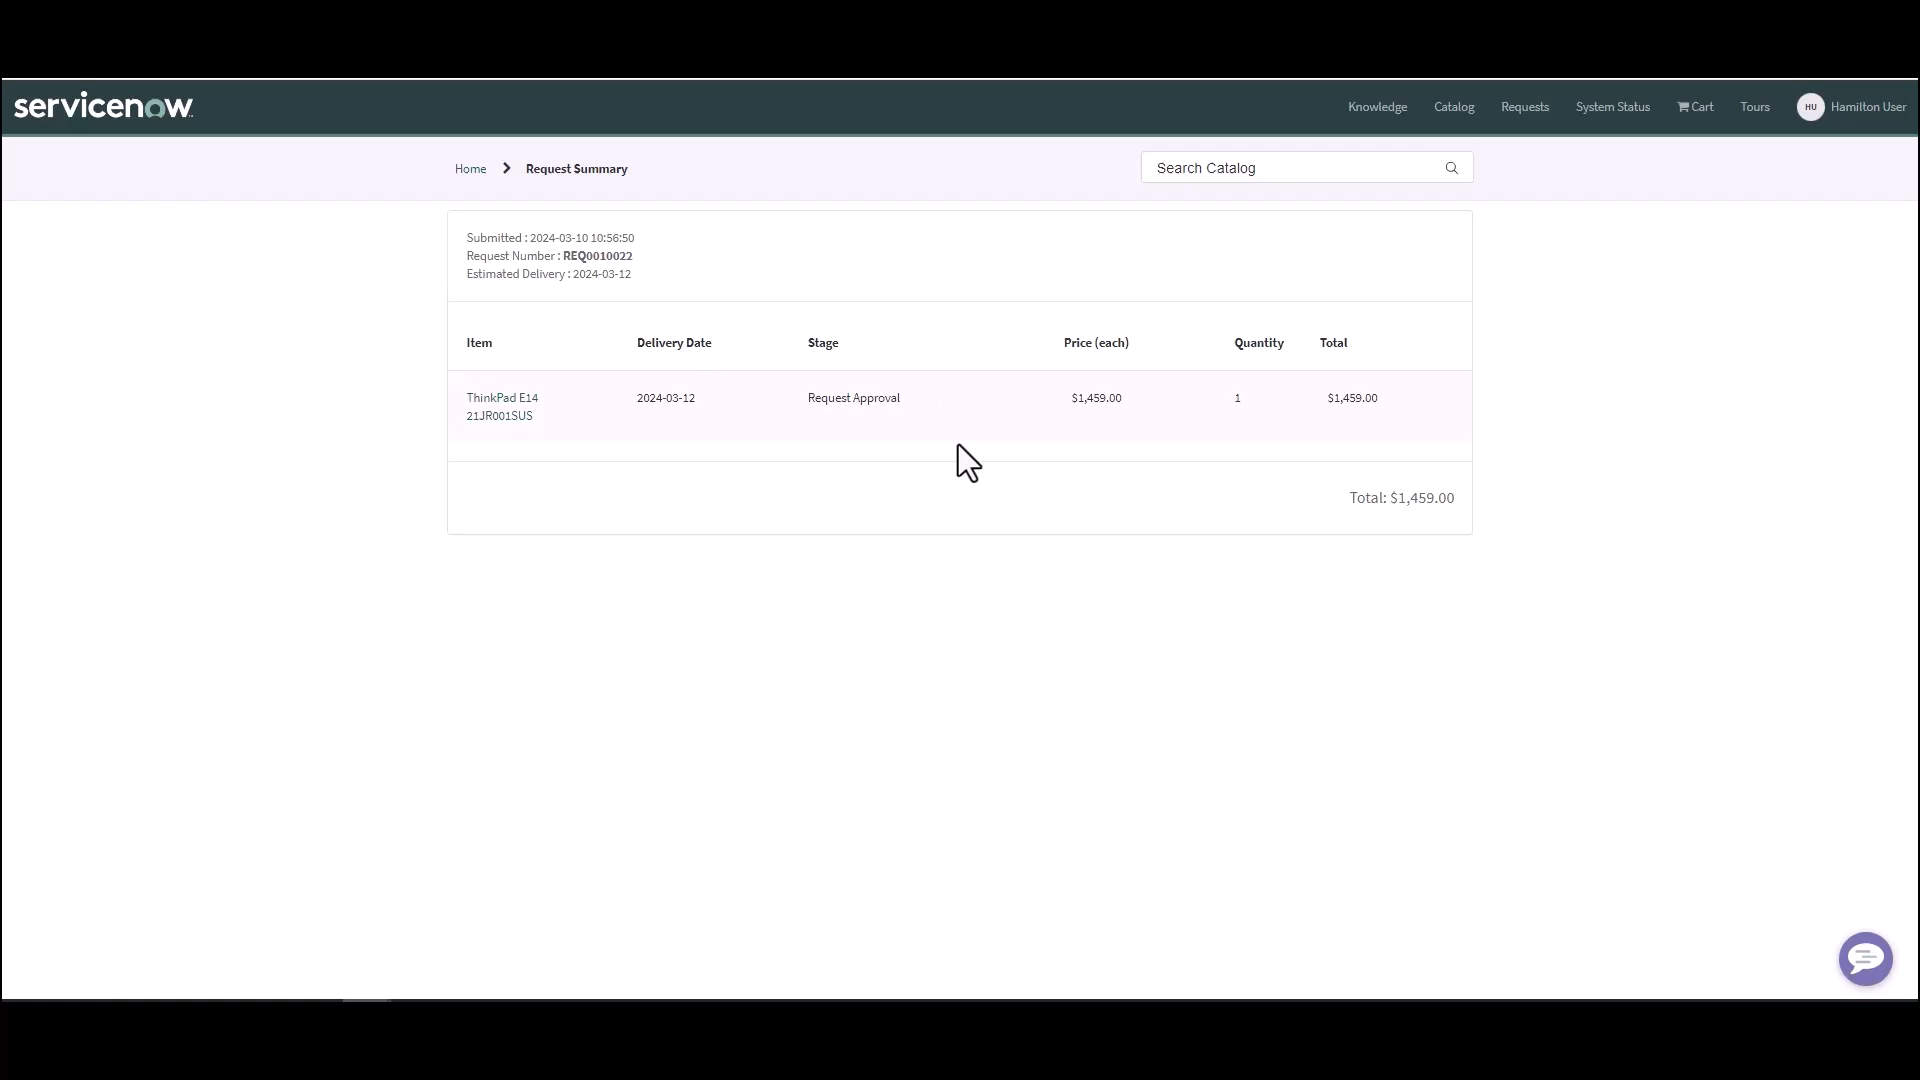 servicenow
Knowledge Catalog Requests System Status Cart Tours HU Hamilton User
Home Request Summary Search Catalog
Submitted : 2024-03-10 10:56:50
Request Number : REQ0010022
Estimated Delivery : 2024-03-12
Item Delivery Date Stage Price (each) Quantity Total
ThinkPad E14 2024-03-12 Request Approval $1,459.00 1 $1,459.00
21JR001SUS
Total: $1,459.00